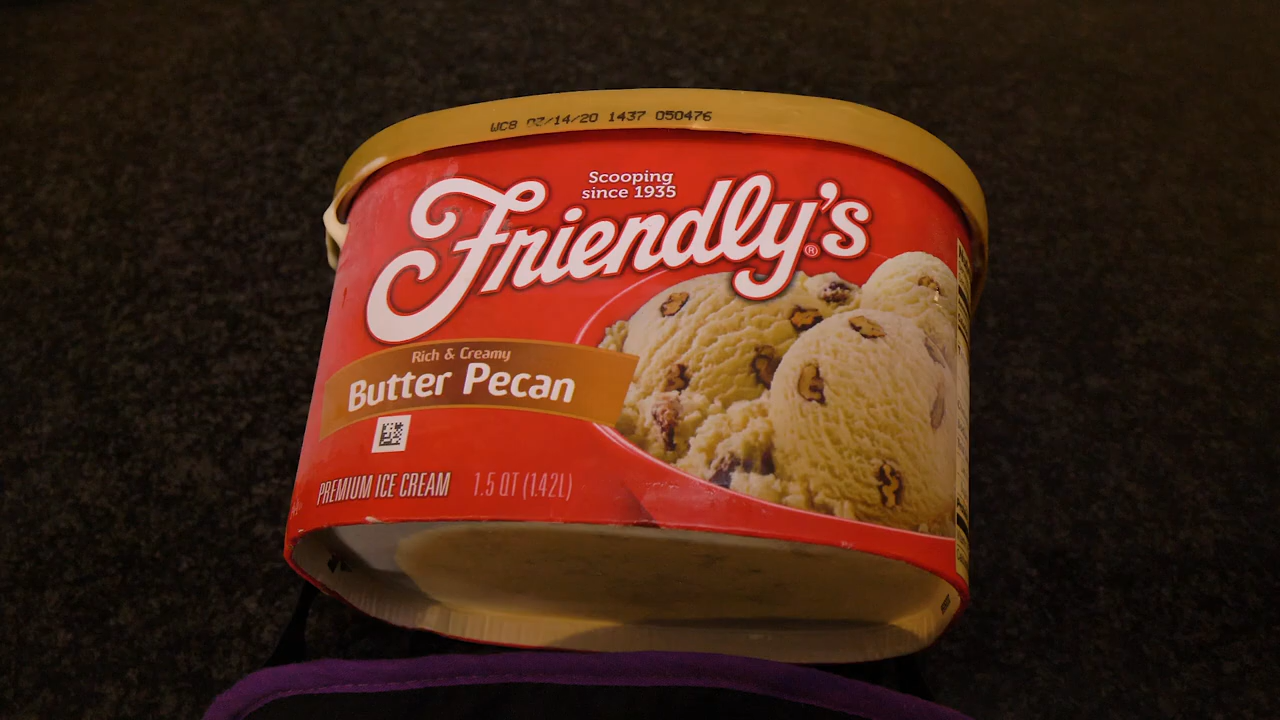 WC8 03/14/20 1437 050476
Scooping
since 1935
Friendly's®
Rich & Creamy
Butter Pecan
PREMIUM ICE CREAM 1.5 QT (1.42L)